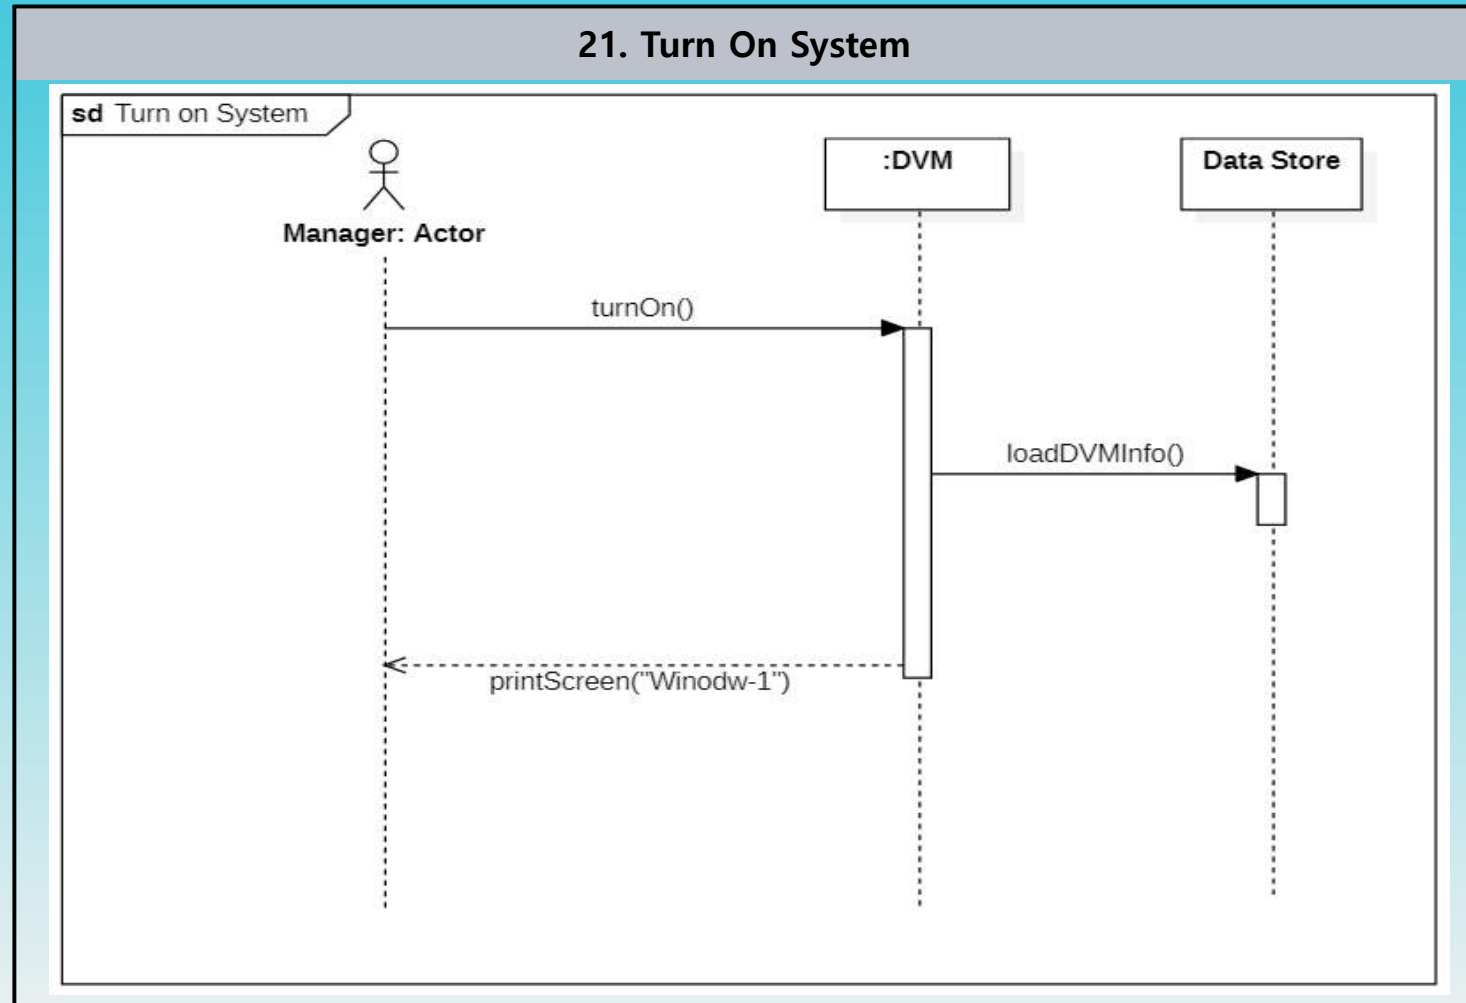 21. Turn On System
sd Turn on System
:DVM
Data Store
Manager: Actor
turnOn()
loadDVMInfo()
printScreen("Winodw-1")